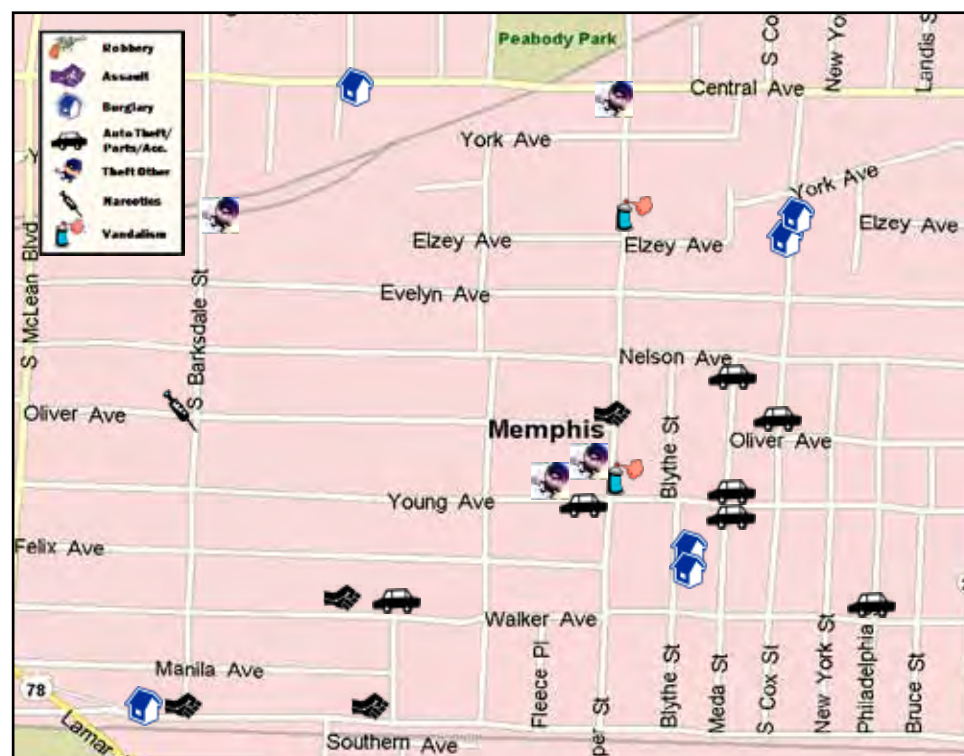 Robbery
Assault
Burglary
Auto Theft/
Parts/Acc.
Theft Other
Narcotics
Vandalism
Peabody Park
S Co
New Yo
Landis S
Central Ave
York Ave
York Ave
Elzey Ave
Elzey Ave
Elzey Ave
S McLean Blvd
S Barksdale St
Evelyn Ave
Nelson Ave
Oliver Ave
Memphis
Blythe St
Oliver Ave
Young Ave
Felix Ave
Walker Ave
Manila Ave
78
Lamar
Southern Ave
Fleece Pl
per St
Blythe St
Meda St
S Cox St
New York St
Philadelphia
Bruce St